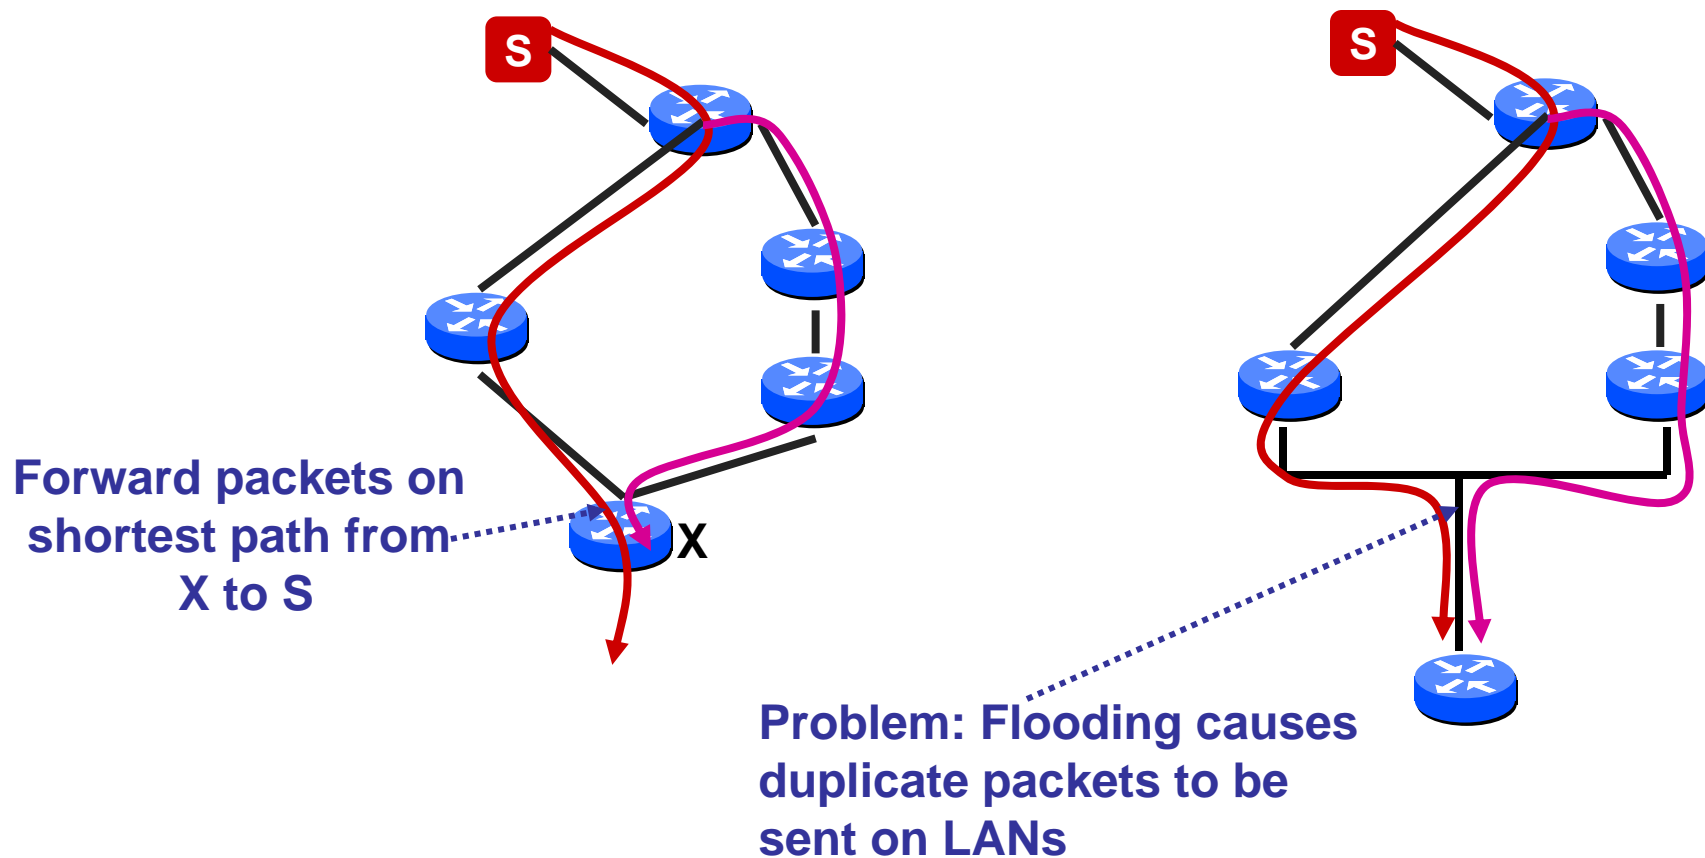 S
S
Forward packets on
shortest path from
X to S
X
Problem: Flooding causes
duplicate packets to be
sent on LANs